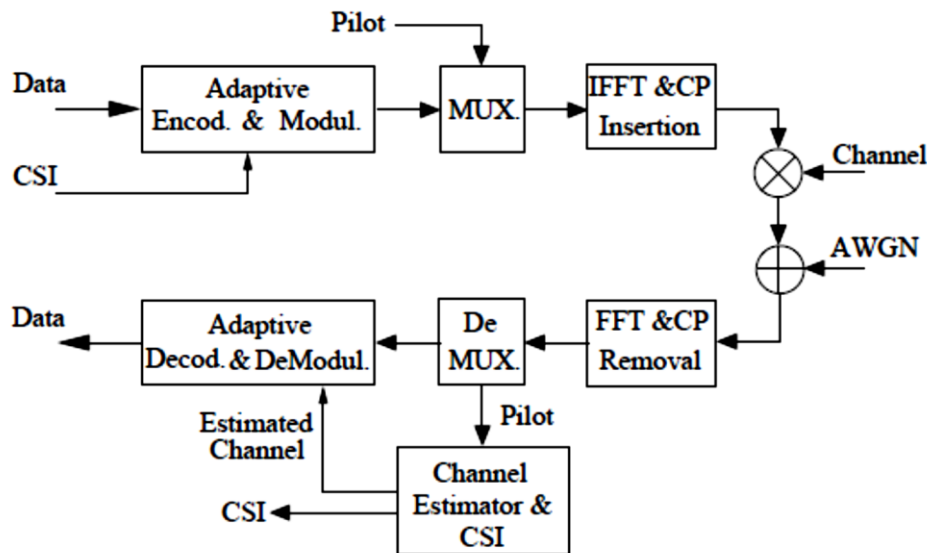 Pilot
Data
Adaptive
Encod. & Modul.
MUX.
IFFT &CP
Insertion
CSI
Channel
AWGN
Data
Adaptive
Decod.& DeModul.
De
MUX.
FFT &CP
Removal
Estimated
Channel
Pilot
Channel
Estimator &
CSI
CSI